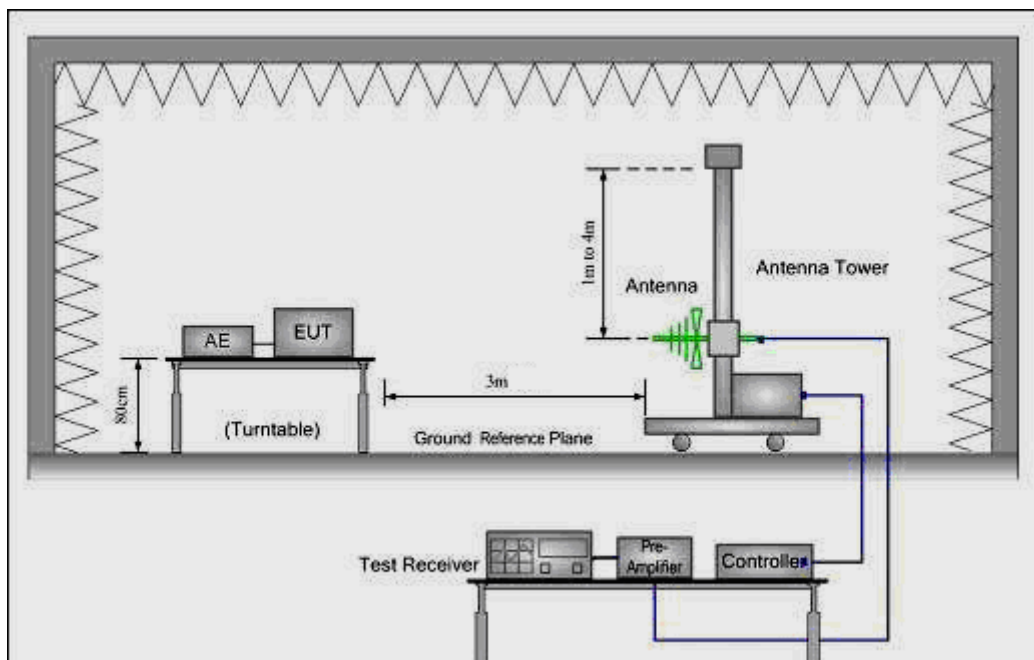 1m to 4m
Antenna
Antenna Tower
AE
EUT
80cm
3m
(Turntable)
Ground Reference Plane
Test Receiver
Pre-
Amplifier
Controller